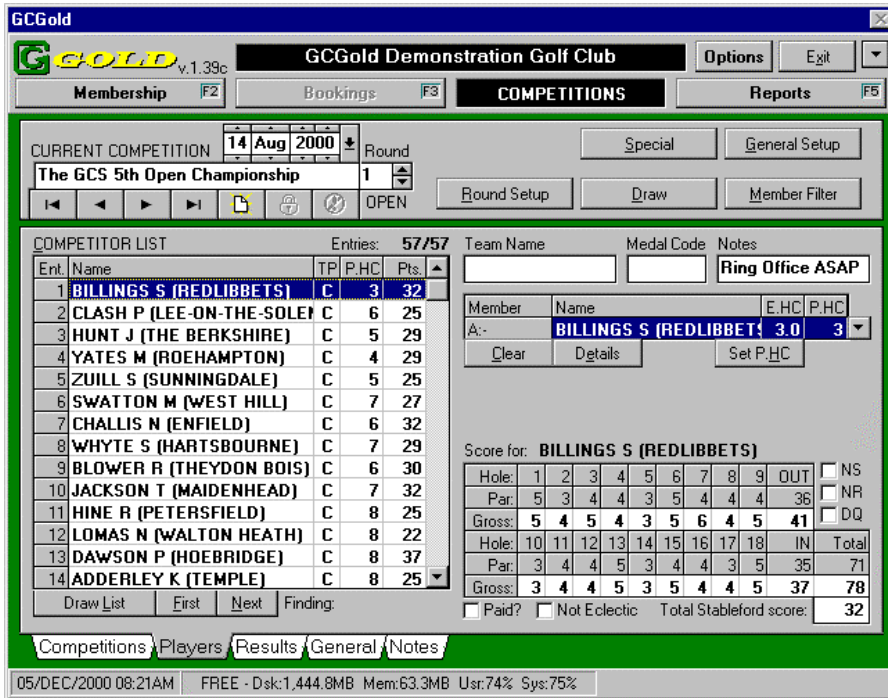 GCGold
G GOLD v.1.39c GCGold Demonstration Golf Club Options Exit
Membership F2 Bookings F3 COMPETITIONS Reports F5
CURRENT COMPETITION 14 Aug 2000 Round Special General Setup
The GCS 5th Open Championship 1
OPEN Round Setup Draw Member Filter
COMPETITOR LIST Entries: 57/57
Ent. Name TP P.HC Pts.
1 BILLINGS S (REDLIBBETS) C 3 32
2 CLASH P (LEE-ON-THE-SOLEN C 6 25
3 HUNT J (THE BERKSHIRE) C 5 29
4 YATES M (ROEHAMPTON) C 4 29
5 ZUILL S (SUNNINGDALE) C 5 25
6 SWATTON M (WEST HILL) C 7 27
7 CHALLIS N (ENFIELD) C 6 32
8 WHYTE S (HARTSBOURNE) C 7 29
9 BLOWER R (THEYDON BOIS) C 6 30
10 JACKSON T (MAIDENHEAD) C 7 32
11 HINE R (PETERSFIELD) C 8 25
12 LOMAS N (WALTON HEATH) C 8 22
13 DAWSON P (HOEBRIDGE) C 8 37
14 ADDERLEY K (TEMPLE) C 8 25
Draw List First Next Finding:
Team Name Medal Code Notes
Ring Office ASAP
Member Name E.HC P.HC
A:- BILLINGS S (REDLIBBETS 3.0 3
Clear Details Set P.HC
Score for: BILLINGS S (REDLIBBETS)
Hole: 1 2 3 4 5 6 7 8 9 OUT NS
Par: 5 3 4 4 3 5 4 4 4 36 NR
Gross: 5 4 5 4 3 5 6 4 5 41 DQ
Hole: 10 11 12 13 14 15 16 17 18 IN Total
Par: 3 4 4 5 3 4 4 3 5 35 71
Gross: 3 4 4 5 3 5 4 4 5 37 78
Paid? Not Eclectic Total Stableford score: 32
Competitions Players Results General Notes
05/DEC/2000 08:21AM FREE - Dsk:1,444.8MB Mem:63.3MB Usr:74% Sys:75%